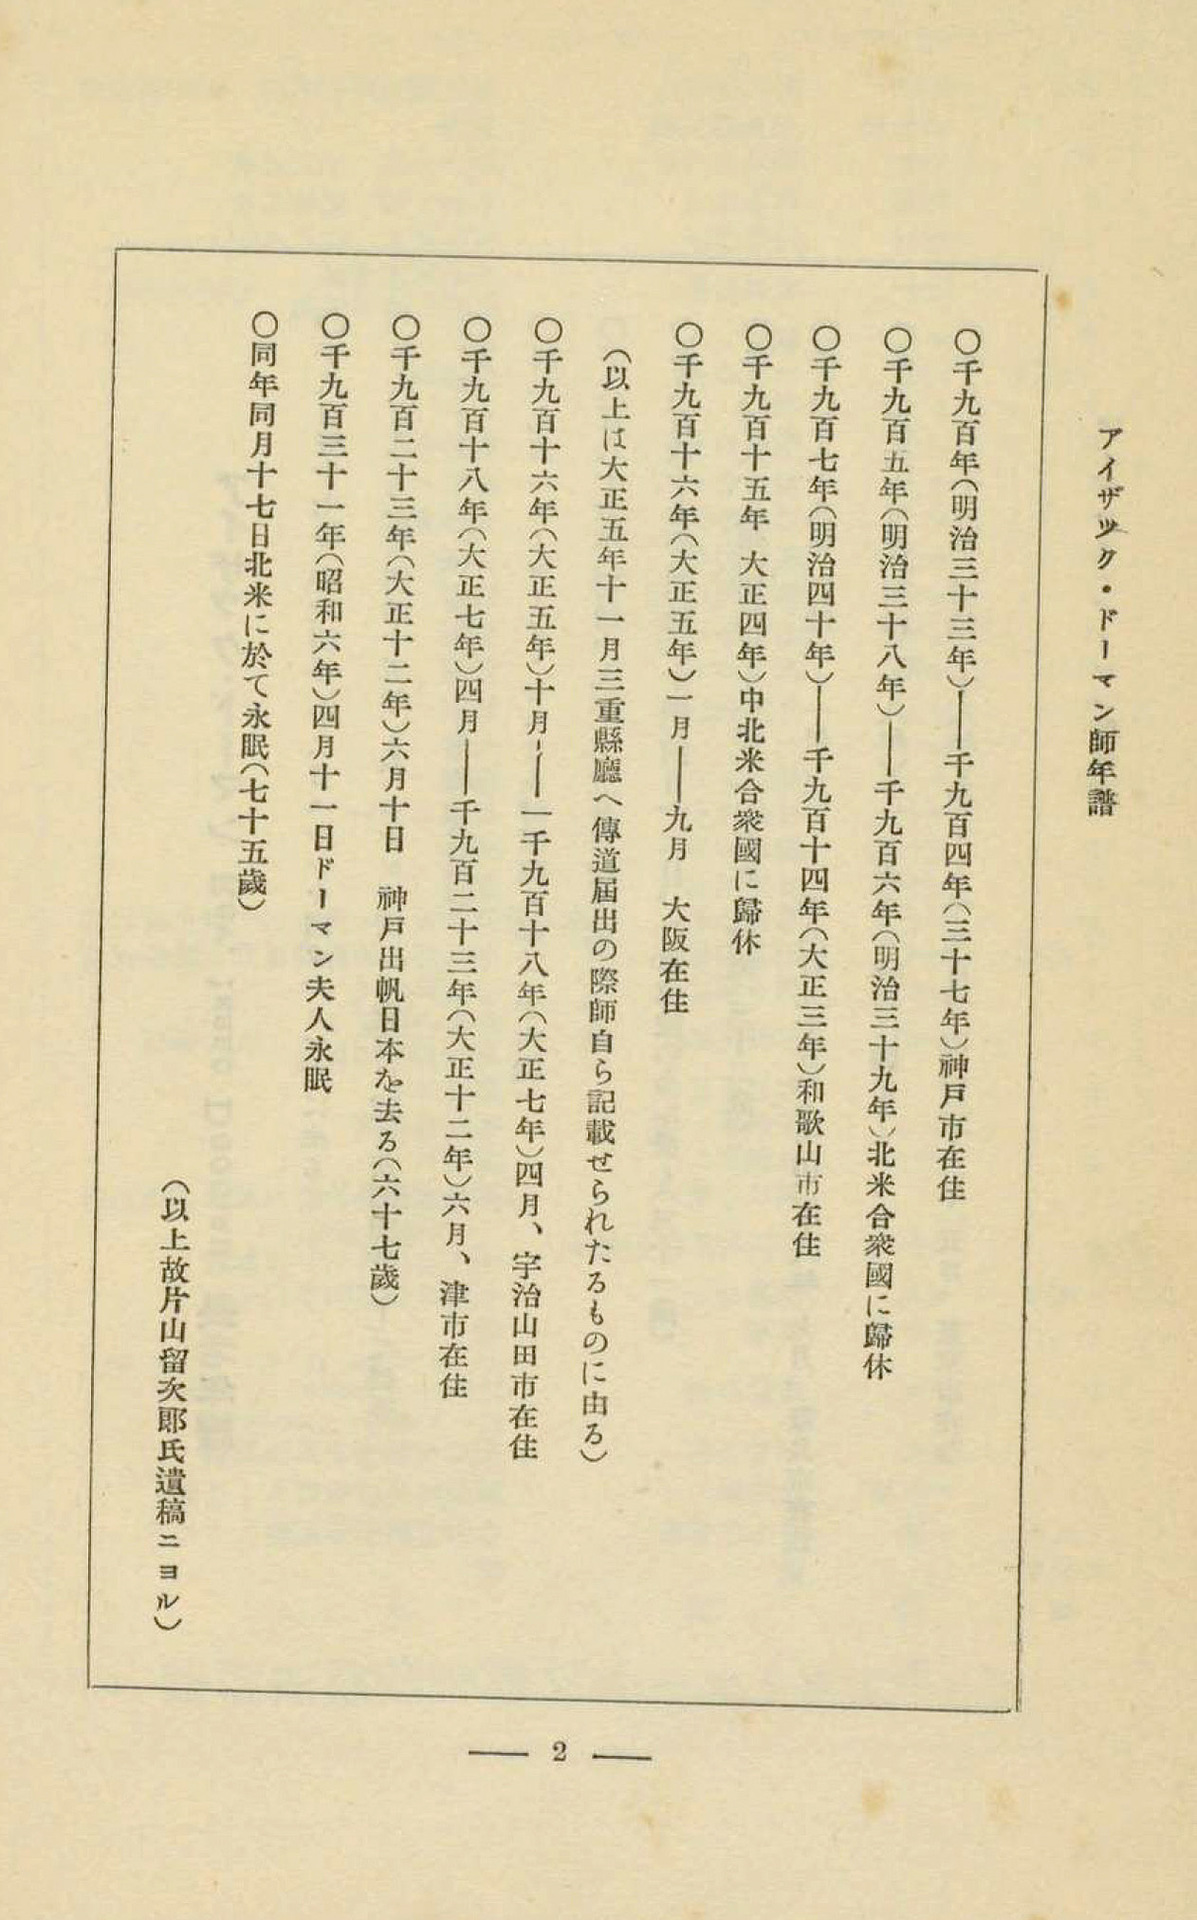 アイザック・ドーマン師年譜
〇千九百年(明治三十三年)――千九百四年(三十七年)神戸市在住
〇千九百五年(明治三十八年)――千九百六年(明治三十九年)北米合衆國に歸休
〇千九百七年(明治四十年)――千九百十四年(大正三年)和歌山市在住
〇千九百十五年 大正四年)中北米合衆國に歸休
〇千九百十六年(大正五年)一月――九月　大阪在住
(以上は大正五年十一月三重縣廳へ傳道屆出の際師自ら記載せられたるものに由る)
〇千九百十六年(大正五年)十月――一千九百十八年(大正七年)四月、宇治山田市在住
〇千九百十八年(大正七年)四月――千九百二十三年(大正十二年)六月、津市在住
〇千九百二十三年(大正十二年)六月十日　神戸出帆日本を去る(六十七歲)
〇千九百三十一年(昭和六年)四月十一日ドーマン夫人永眠
〇同年同月十七日北米に於て永眠(七十五歲)
(以上故片山留次郎氏遺稿ニヨル)
― 2 ―